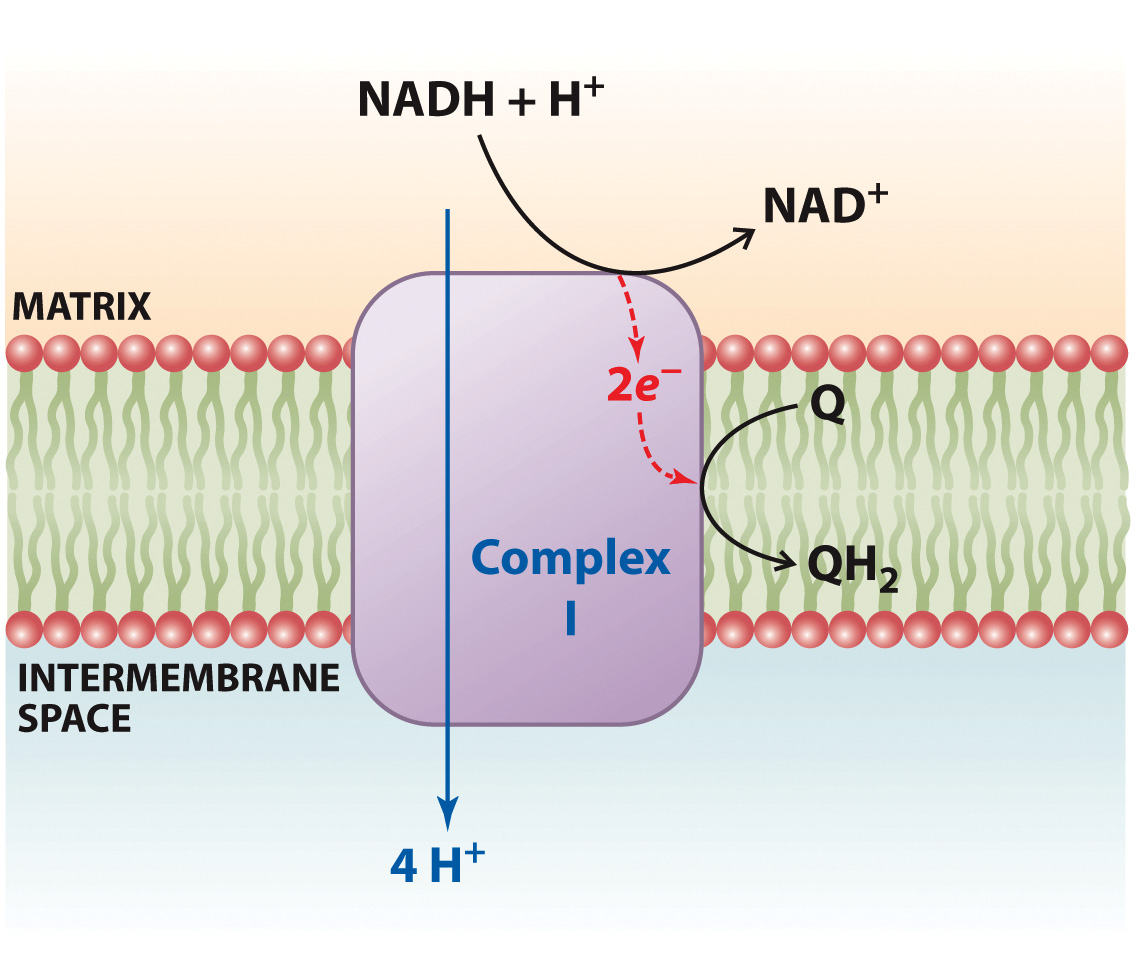 NADH + H⁺
NAD⁺
MATRIX
2e⁻
Q
Complex
I
QH₂
INTERMEMBRANE
SPACE
4 H⁺